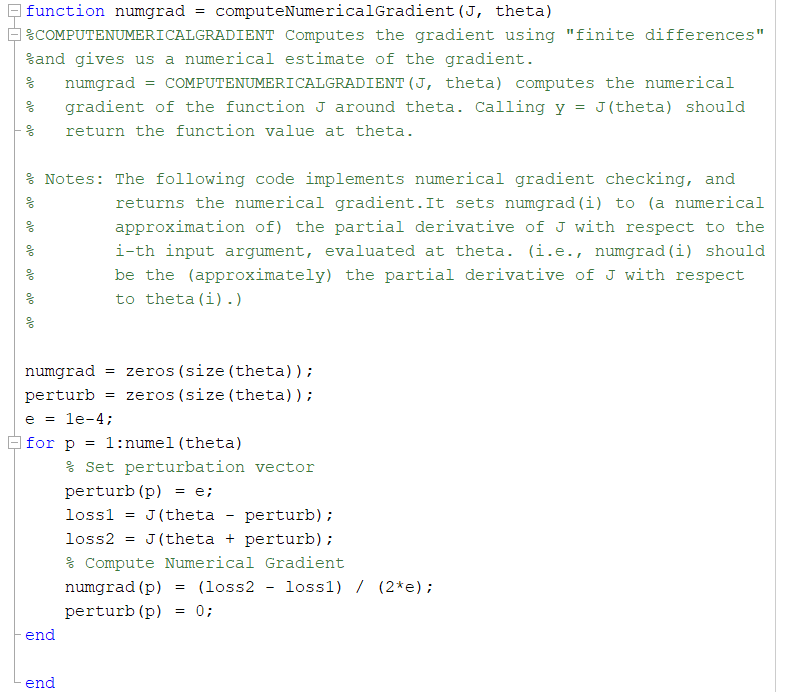 function numgrad = computeNumericalGradient(J, theta)
%COMPUTENUMERICALGRADIENT Computes the gradient using "finite differences"
%and gives us a numerical estimate of the gradient.
%   numgrad = COMPUTENUMERICALGRADIENT(J, theta) computes the numerical
%   gradient of the function J around theta. Calling y = J(theta) should
%   return the function value at theta.

% Notes: The following code implements numerical gradient checking, and
%        returns the numerical gradient.It sets numgrad(i) to (a numerical
%        approximation of) the partial derivative of J with respect to the
%        i-th input argument, evaluated at theta. (i.e., numgrad(i) should
%        be the (approximately) the partial derivative of J with respect
%        to theta(i).)
%

numgrad = zeros(size(theta));
perturb = zeros(size(theta));
e = 1e-4;
for p = 1:numel(theta)
    % Set perturbation vector
    perturb(p) = e;
    loss1 = J(theta - perturb);
    loss2 = J(theta + perturb);
    % Compute Numerical Gradient
    numgrad(p) = (loss2 - loss1) / (2*e);
    perturb(p) = 0;
end

end